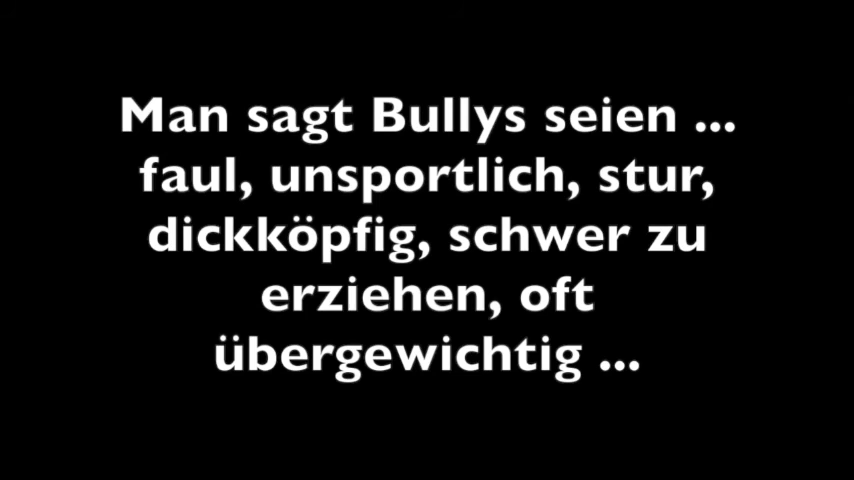 Man sagt Bullys seien ...
faul, unsportlich, stur,
dickköpfig, schwer zu
erziehen, oft
übergewichtig ...